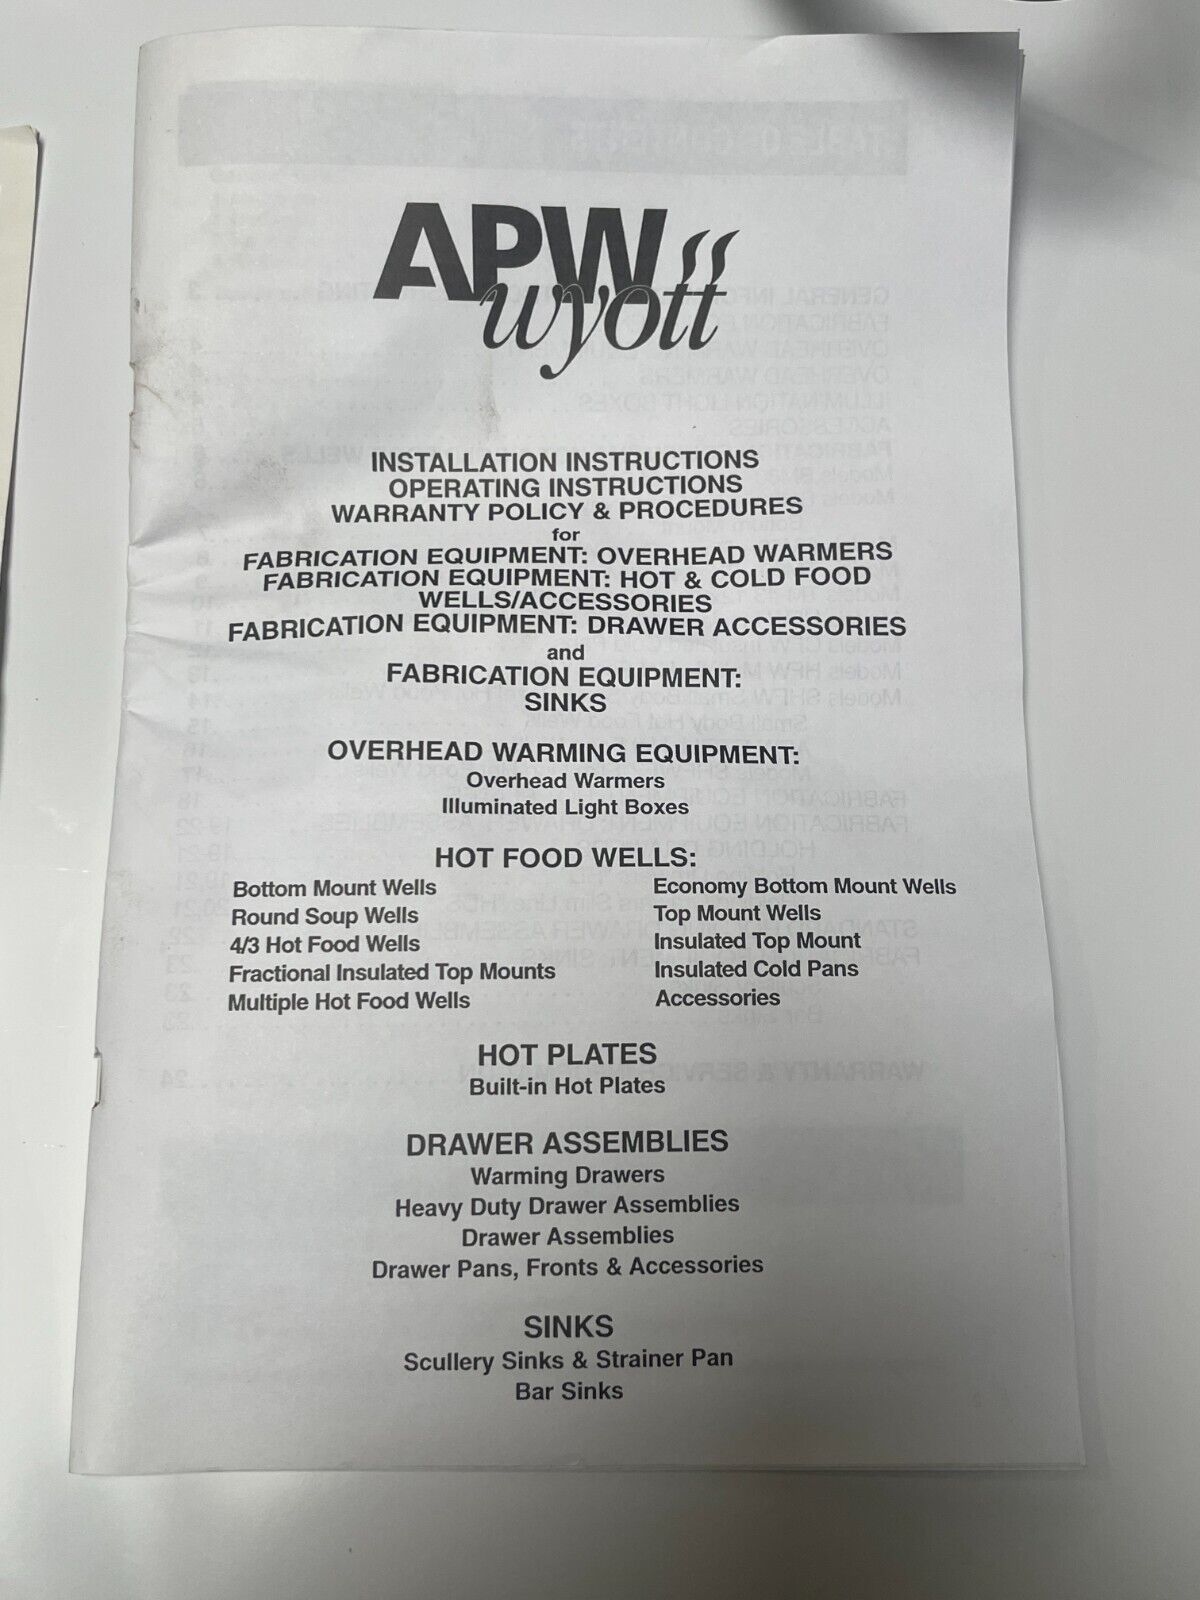 APW
wyott
INSTALLATION INSTRUCTIONS
OPERATING INSTRUCTIONS
WARRANTY POLICY & PROCEDURES
for
FABRICATION EQUIPMENT: OVERHEAD WARMERS
FABRICATION EQUIPMENT: HOT & COLD FOOD
WELLS/ACCESSORIES
FABRICATION EQUIPMENT: DRAWER ACCESSORIES
and
FABRICATION EQUIPMENT:
SINKS
OVERHEAD WARMING EQUIPMENT:
Overhead Warmers
Illuminated Light Boxes
HOT FOOD WELLS:
Bottom Mount Wells
Round Soup Wells
4/3 Hot Food Wells
Fractional Insulated Top Mounts
Multiple Hot Food Wells
Economy Bottom Mount Wells
Top Mount Wells
Insulated Top Mount
Insulated Cold Pans
Accessories
HOT PLATES
Built-in Hot Plates
DRAWER ASSEMBLIES
Warming Drawers
Heavy Duty Drawer Assemblies
Drawer Assemblies
Drawer Pans, Fronts & Accessories
SINKS
Scullery Sinks & Strainer Pan
Bar Sinks